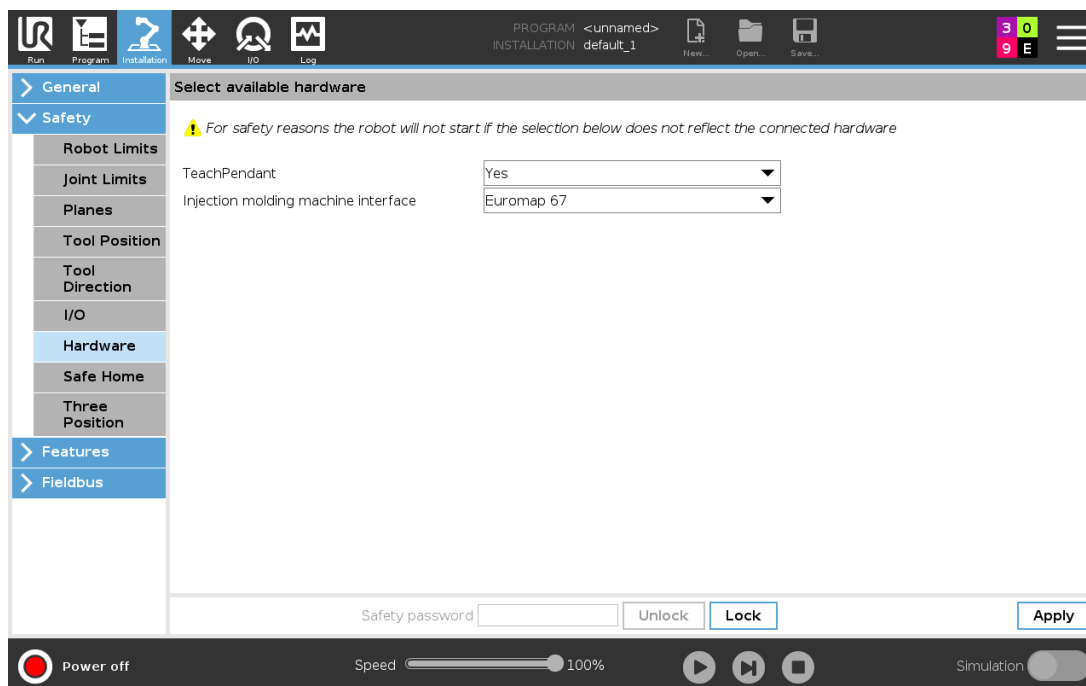 PROGRAM <unnamed>
INSTALLATION default_1
UR
Run
Program
Installation
Move
I/O
Log
New...
Open...
Save...
3 0
9 E
General
Safety
Robot Limits
Joint Limits
Planes
Tool Position
Tool
Direction
I/O
Hardware
Safe Home
Three
Position
Features
Fieldbus
Select available hardware
For safety reasons the robot will not start if the selection below does not reflect the connected hardware
TeachPendant Yes
Injection molding machine interface Euromap 67
Safety password Unlock Lock Apply
Power off Speed 100% Simulation